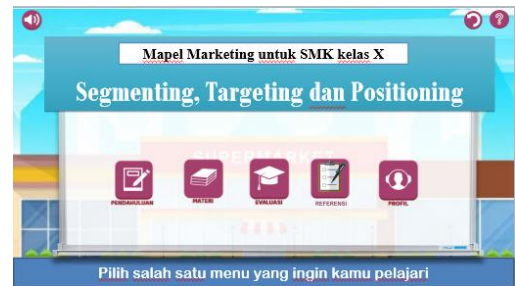 Mapel Marketing untuk SMK kelas X
Segmenting, Targeting dan Positioning
SUPERMARKET
PENDAHULUAN
MATERI
EVALUASI
REFERENSI
PROFIL
Pilih salah satu menu yang ingin kamu pelajari